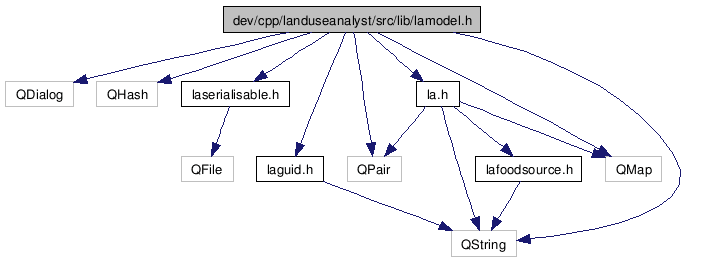 dev/cpp/landuseanalyst/src/lib/lamodel.h
QDialog
QHash
laserialisable.h
la.h
QFile
laguid.h
QPair
lafoodsource.h
QMap
QString